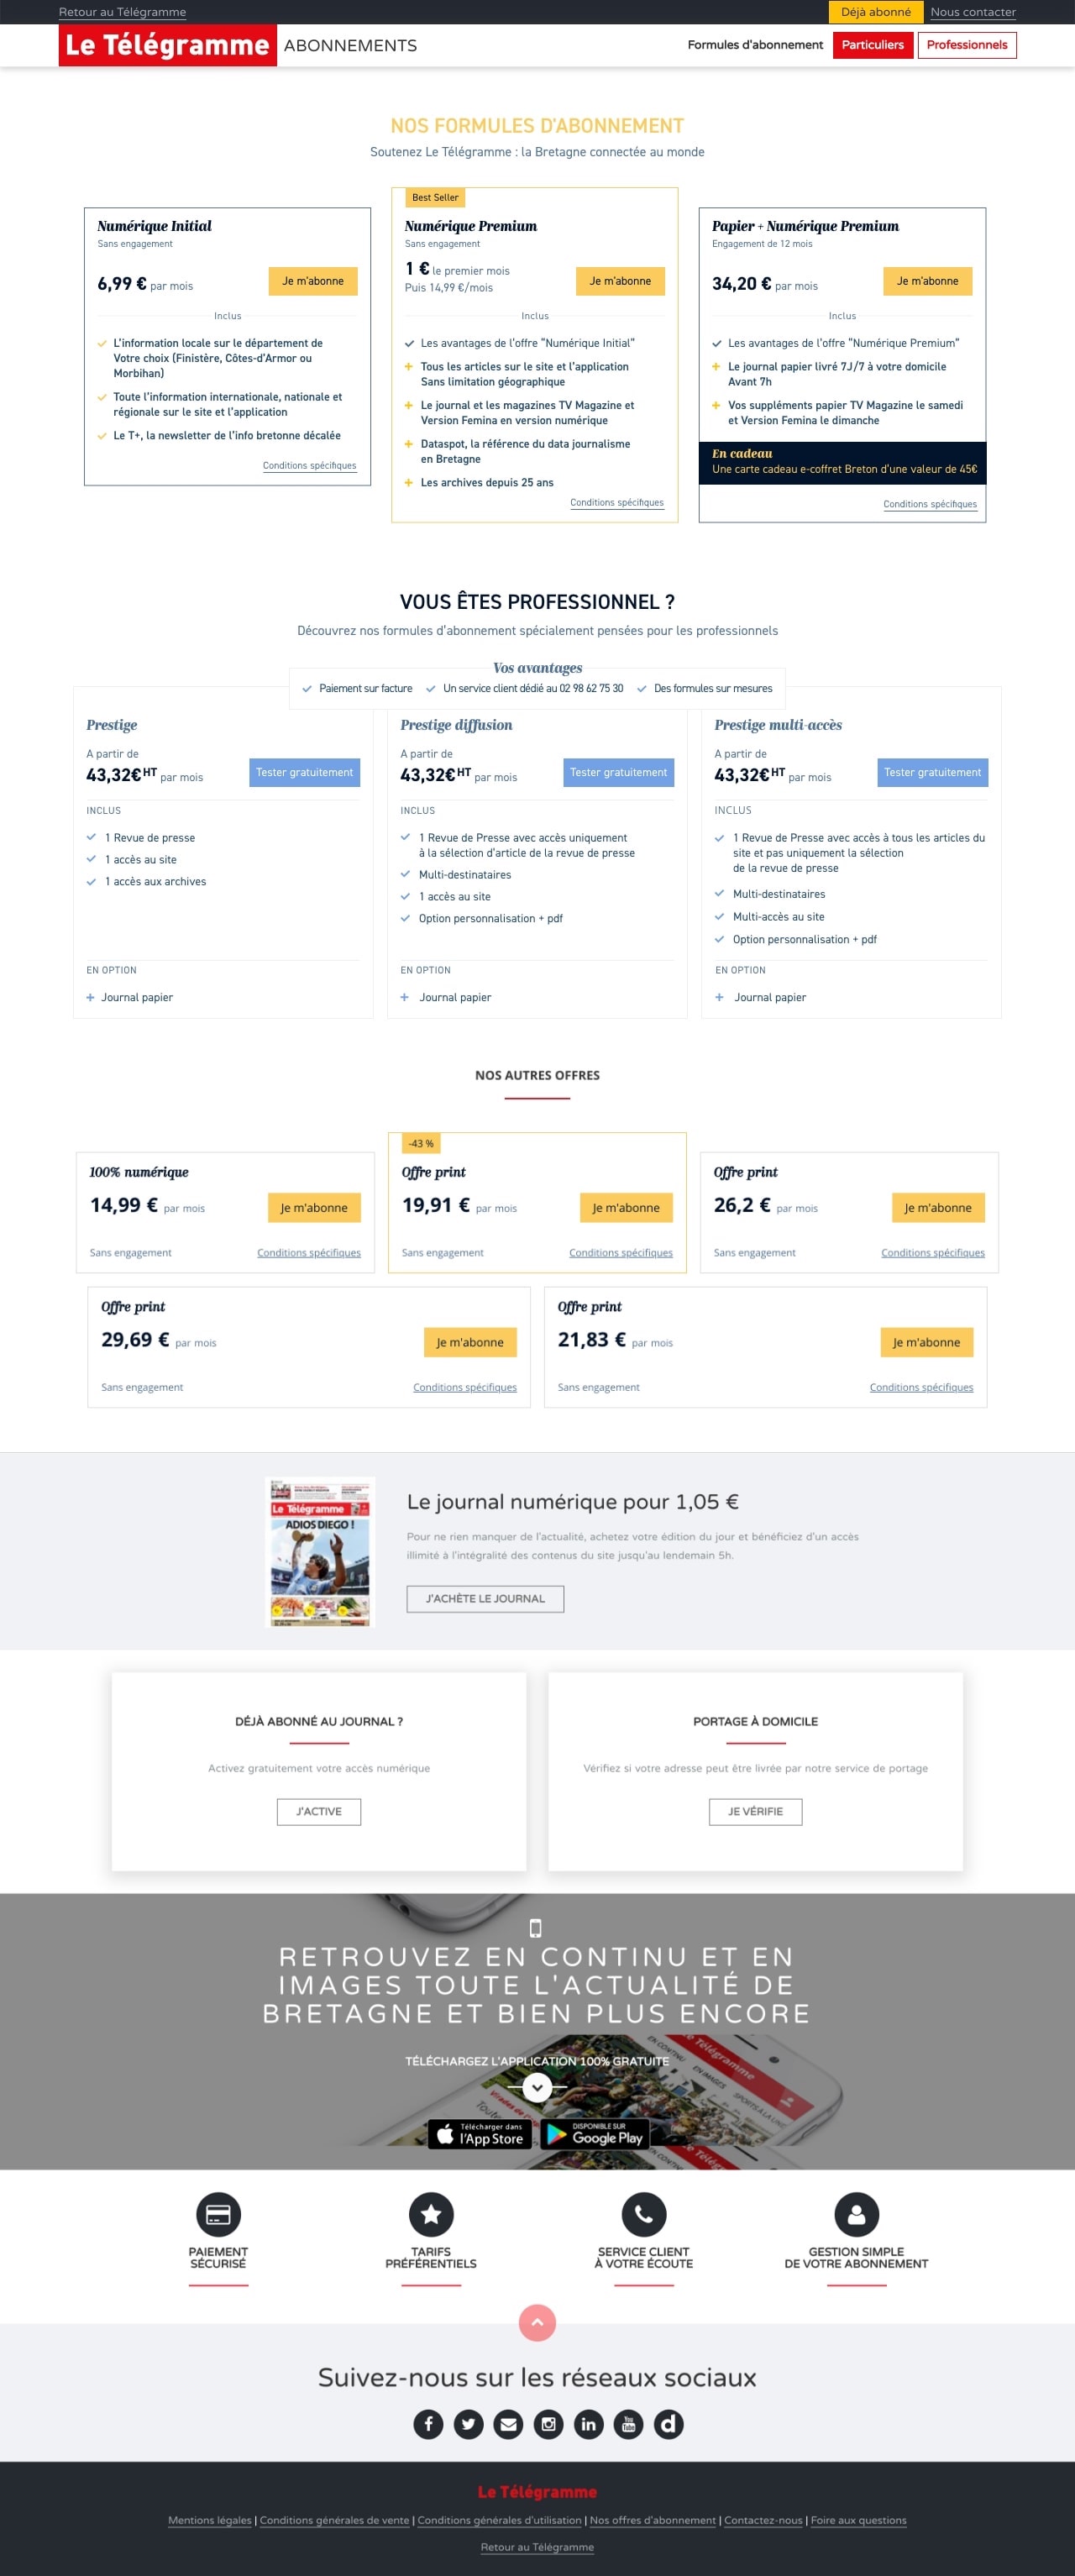 Retour au Télégramme
Déjà abonné
Nous contacter
Le Télégramme
ABONNEMENTS
Formules d'abonnement
Particuliers
Professionnels
NOS FORMULES D'ABONNEMENT
Soutenez Le Télégramme : la Bretagne connectée au monde
Numérique Initial
Sans engagement
6,99 € par mois
Je m'abonne
Inclus
L'information locale sur le département de
Votre choix (Finistère, Côtes-d'Armor ou
Morbihan)
Toute l'information internationale, nationale et
régionale sur le site et l'application
Le T+, la newsletter de l'info bretonne décalée
Conditions spécifiques
Best Seller
Numérique Premium
Sans engagement
1 € le premier mois
Puis 14,99 €/mois
Je m'abonne
Inclus
Les avantages de l'offre "Numérique Initial"
Tous les articles sur le site et l'application
Sans limitation géographique
Le journal et les magazines TV Magazine et
Version Femina en version numérique
Dataspot, la référence du data journalisme
en Bretagne
Les archives depuis 25 ans
Conditions spécifiques
Papier + Numérique Premium
Engagement de 12 mois
34,20 € par mois
Je m'abonne
Inclus
Les avantages de l'offre "Numérique Premium"
Le journal papier livré 7J/7 à votre domicile
Avant 7h
Vos suppléments papier TV Magazine le samedi
et Version Femina le dimanche
En cadeau
Une carte cadeau e-coffret Breton d'une valeur de 45€
Conditions spécifiques
VOUS ÊTES PROFESSIONNEL ?
Découvrez nos formules d'abonnement spécialement pensées pour les professionnels
Vos avantages
Paiement sur facture
Un service client dédié au 02 98 62 75 30
Des formules sur mesures
Prestige
A partir de
43,32€HT par mois
Tester gratuitement
INCLUS
1 Revue de presse
1 accès au site
1 accès aux archives
EN OPTION
Journal papier
Prestige diffusion
A partir de
43,32€HT par mois
Tester gratuitement
INCLUS
1 Revue de Presse avec accès uniquement
à la sélection d'article de la revue de presse
Multi-destinataires
1 accès au site
Option personnalisation + pdf
EN OPTION
Journal papier
Prestige multi-accès
A partir de
43,32€HT par mois
Tester gratuitement
INCLUS
1 Revue de Presse avec accès à tous les articles du
site et pas uniquement la sélection
de la revue de presse
Multi-destinataires
Multi-accès au site
Option personnalisation + pdf
EN OPTION
Journal papier
NOS AUTRES OFFRES
100% numérique
14,99 € par mois
Je m'abonne
Sans engagement
Conditions spécifiques
-43 %
Offre print
19,91 € par mois
Je m'abonne
Sans engagement
Conditions spécifiques
Offre print
26,2 € par mois
Je m'abonne
Sans engagement
Conditions spécifiques
Offre print
29,69 € par mois
Je m'abonne
Sans engagement
Conditions spécifiques
Offre print
21,83 € par mois
Je m'abonne
Sans engagement
Conditions spécifiques
Le Télégramme
ADIOS DIEGO !
Le journal numérique pour 1,05 €
Pour ne rien manquer de l'actualité, achetez votre édition du jour et bénéficiez d'un accès
illimité à l'intégralité des contenus du site jusqu'au lendemain 5h.
J'ACHÈTE LE JOURNAL
DÉJÀ ABONNÉ AU JOURNAL ?
Activez gratuitement votre accès numérique
J'ACTIVE
PORTAGE À DOMICILE
Vérifiez si votre adresse peut être livrée par notre service de portage
JE VÉRIFIE
RETROUVEZ EN CONTINU ET EN
IMAGES TOUTE L'ACTUALITÉ DE
BRETAGNE ET BIEN PLUS ENCORE
TÉLÉCHARGEZ L'APPLICATION 100% GRATUITE
Télécharger dans
l'App Store
DISPONIBLE SUR
Google Play
EN CONTINU
EN IMAGES
SPORTS
Le Télégramme
PAIEMENT
SÉCURISÉ
TARIFS
PRÉFÉRENTIELS
SERVICE CLIENT
À VOTRE ÉCOUTE
GESTION SIMPLE
DE VOTRE ABONNEMENT
Suivez-nous sur les réseaux sociaux
Le Télégramme
Mentions légales | Conditions générales de vente | Conditions générales d'utilisation | Nos offres d'abonnement | Contactez-nous | Foire aux questions
Retour au Télégramme